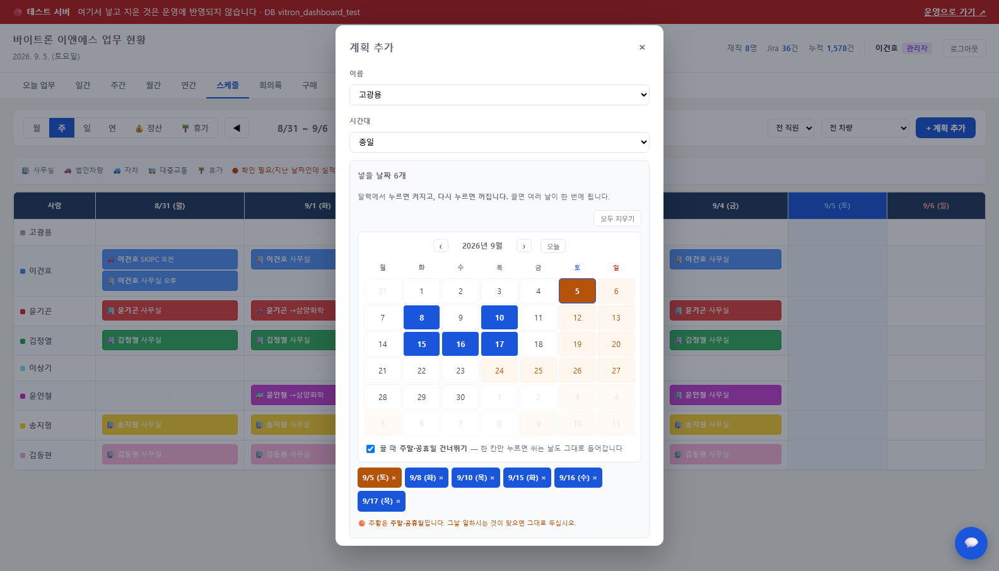 테스트 서버 여기서 넣고 지운 것은 운영에 반영되지 않습니다 · DB vitron_dashboard_test
운영으로 가기 ↗
바이트론 이앤에스 업무 현황
2026. 9. 5. (토요일)
재직 8명 Jira 36건 누적 1,578건 이건호 관리자 로그아웃
오늘 업무 일간 주간 월간 연간 스케줄 회의록 구매
월 주 일 연 정산 휴가 ◀ 8/31 ~ 9/6
전 직원 전 차량 + 계획 추가
사무실 법인차량 자차 대중교통 휴가 확인 필요(지난 날짜인데 실적
사람 8/31 (월) 9/1 (화) 9/4 (금) 9/5 (토) 9/6 (일)
고광용
이건호
이건호 SKIPC 오전
이건호 사무실 오후
이건호 사무실
이건호 사무실
윤기곤
윤기곤 사무실
윤기곤 →삼양화학
윤기곤 사무실
김정열
김정열 사무실
김정열 사무실
김정열 사무실
이상기
윤인철
윤인철 →삼양화학
윤인철 사무실
송지형
송지형 사무실
송지형 사무실
송지형 사무실
김동현
김동현 사무실
김동현 사무실
김동현 사무실
계획 추가 ×
이름
고광용
시간대
종일
넣을 날짜 6개
달력에서 누르면 켜지고, 다시 누르면 꺼집니다. 끌면 여러 날이 한 번에 됩니다.
모두 지우기
‹ 2026년 9월 › 오늘
월 화 수 목 금 토 일
31 1 2 3 4 5 6
7 8 9 10 11 12 13
14 15 16 17 18 19 20
21 22 23 24 25 26 27
28 29 30 1 2 3 4
5 6 7 8 9 10 11
끌 때 주말·공휴일 건너뛰기 — 한 칸만 누르면 쉬는 날도 그대로 들어갑니다
9/5 (토) × 9/8 (화) × 9/10 (목) × 9/15 (화) × 9/16 (수) ×
9/17 (목) ×
주황은 주말·공휴일입니다. 그날 일하시는 것이 맞으면 그대로 두십시오.